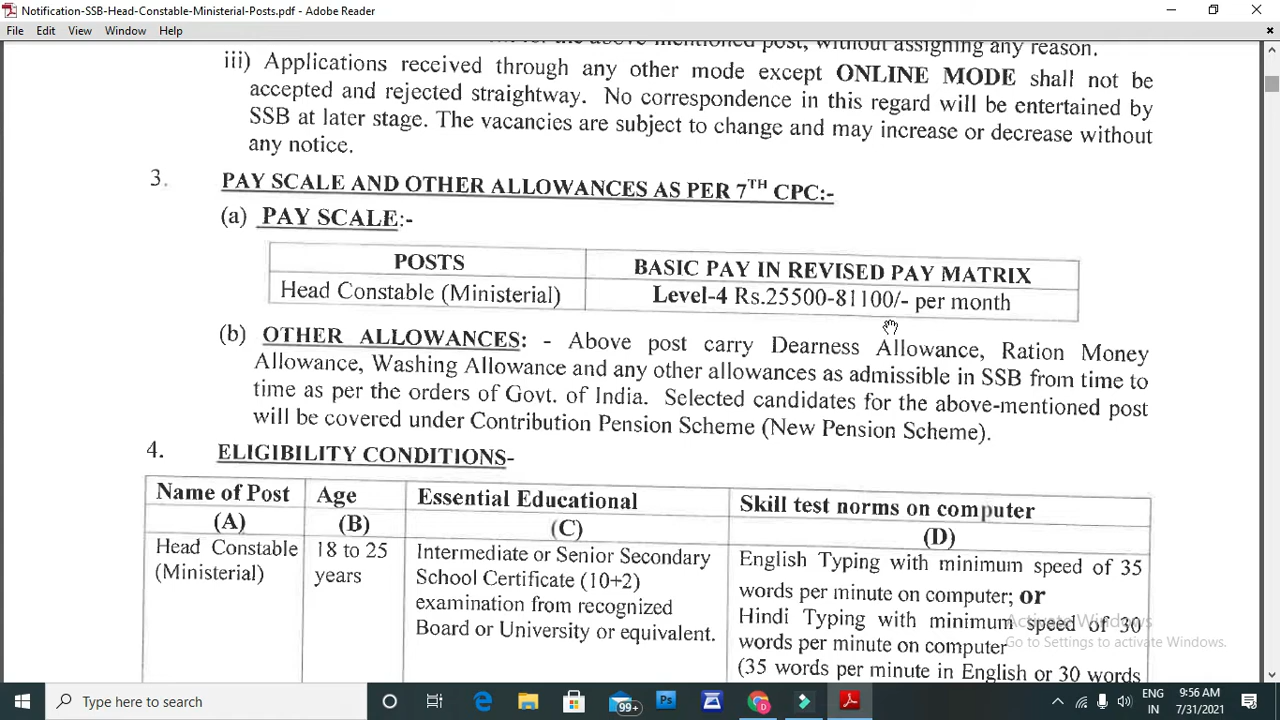 Notification-SSB-Head-Constable-Ministerial-Posts.pdf - Adobe Reader
File Edit View Window Help
the above mentioned post, without assigning any reason.
iii) Applications received through any other mode except ONLINE MODE shall not be
accepted and rejected straightway. No correspondence in this regard will be entertained by
SSB at later stage. The vacancies are subject to change and may increase or decrease without
any notice.
3. PAY SCALE AND OTHER ALLOWANCES AS PER 7TH CPC:-
(a) PAY SCALE:-
POSTS BASIC PAY IN REVISED PAY MATRIX
Head Constable (Ministerial) Level-4 Rs.25500-81100/- per month
(b) OTHER ALLOWANCES: - Above post carry Dearness Allowance, Ration Money
Allowance, Washing Allowance and any other allowances as admissible in SSB from time to
time as per the orders of Govt. of India. Selected candidates for the above-mentioned post
will be covered under Contribution Pension Scheme (New Pension Scheme).
4. ELIGIBILITY CONDITIONS-
Name of Post Age Essential Educational Skill test norms on computer
(A) (B) (C) (D)
Head Constable 18 to 25 Intermediate or Senior Secondary English Typing with minimum speed of 35
(Ministerial) years School Certificate (10+2) words per minute on computer; or
examination from recognized Hindi Typing with minimum speed of 30
Board or University or equivalent. words per minute on computer
(35 words per minute in English or 30 words
Activate Windows
Go to Settings to activate Windows.
Type here to search
99+
ENG 9:56 AM
IN 7/31/2021